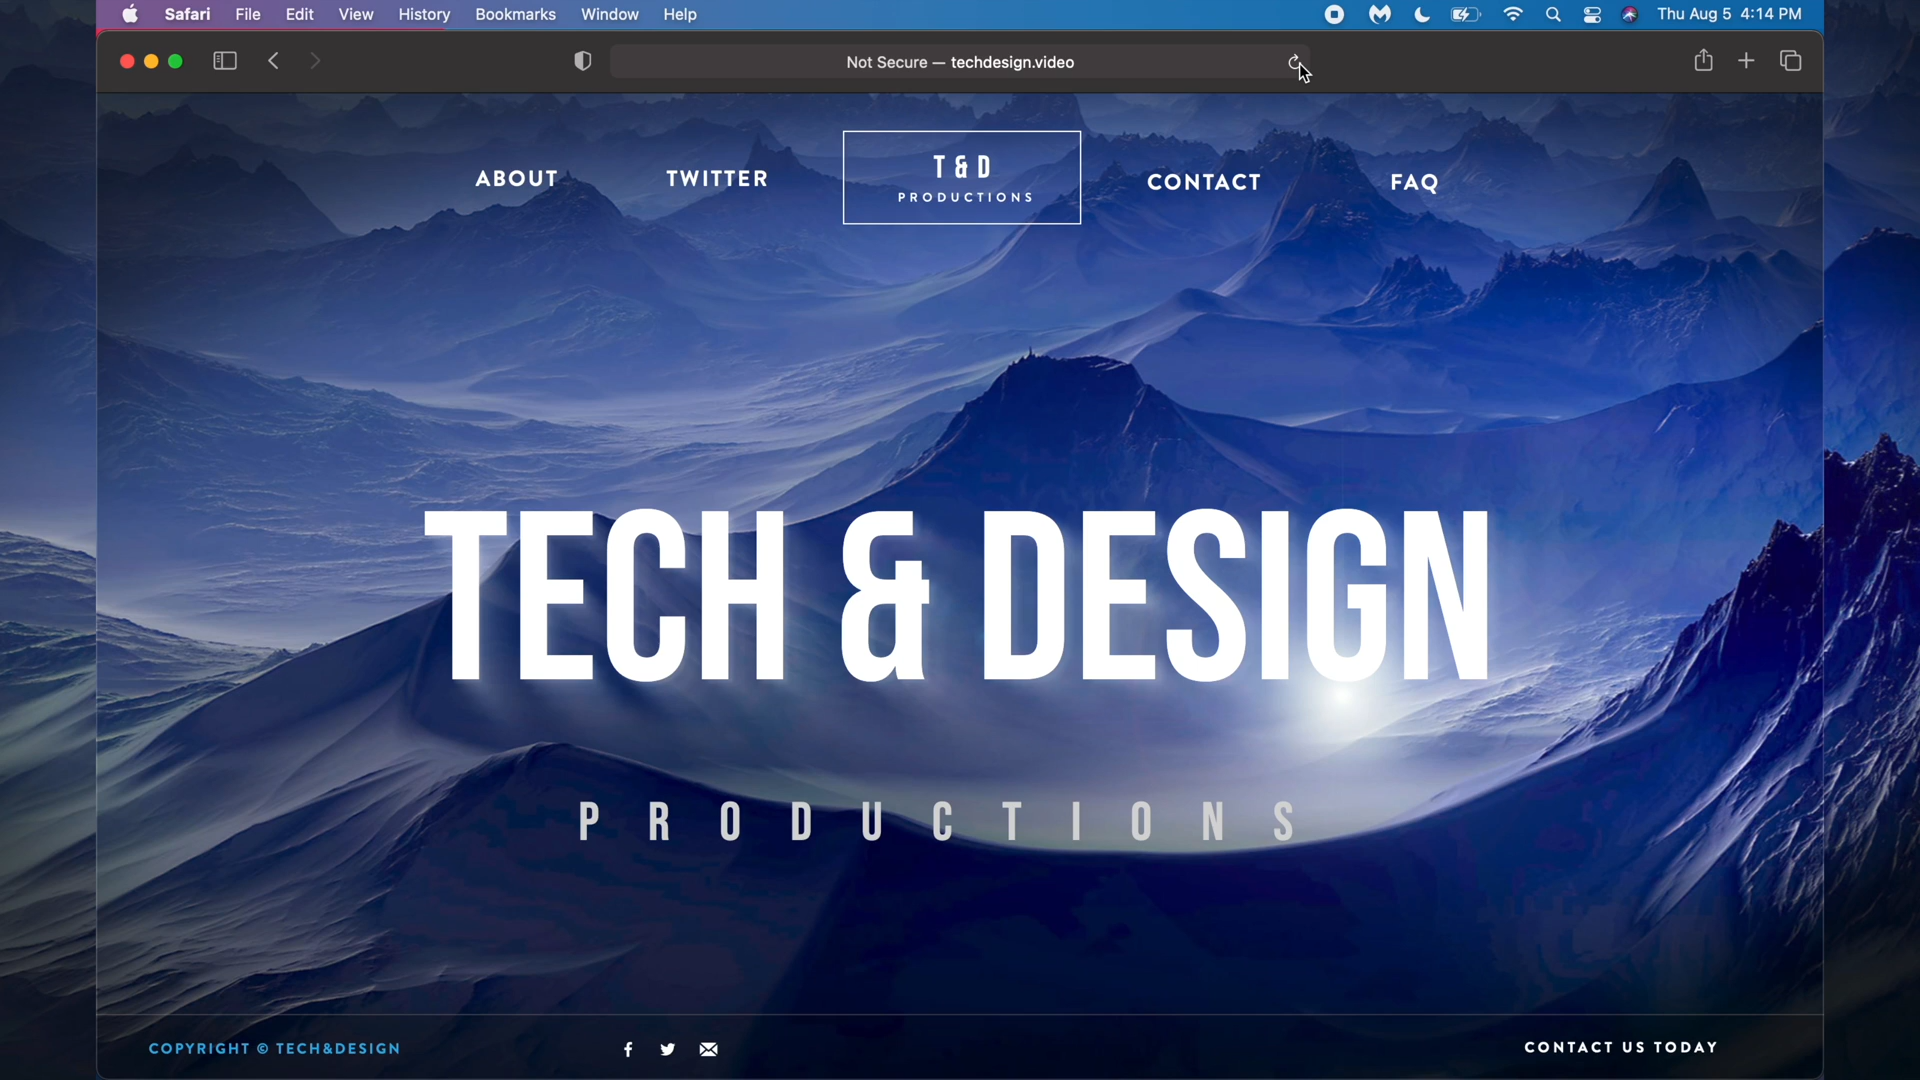 Safari File Edit View History Bookmarks Window Help Thu Aug 5 4:14 PM
Not Secure — techdesign.video
ABOUT TWITTER T&D CONTACT FAQ
PRODUCTIONS
TECH & DESIGN
PRODUCTIONS
COPYRIGHT © TECH&DESIGN CONTACT US TODAY